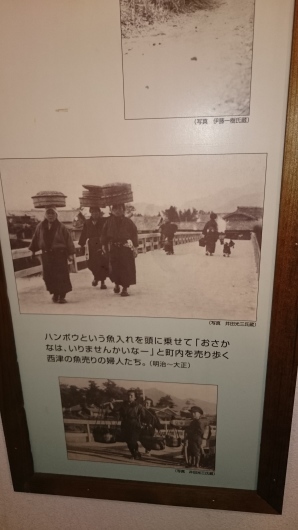 (写真 伊藤一樹氏蔵)
(写真 井田米三氏蔵)
ハンボウという魚入れを頭に乗せて「おさか
なは、いりませんかいなー」と町内を売り歩く
西津の魚売りの婦人たち。(明治〜大正)